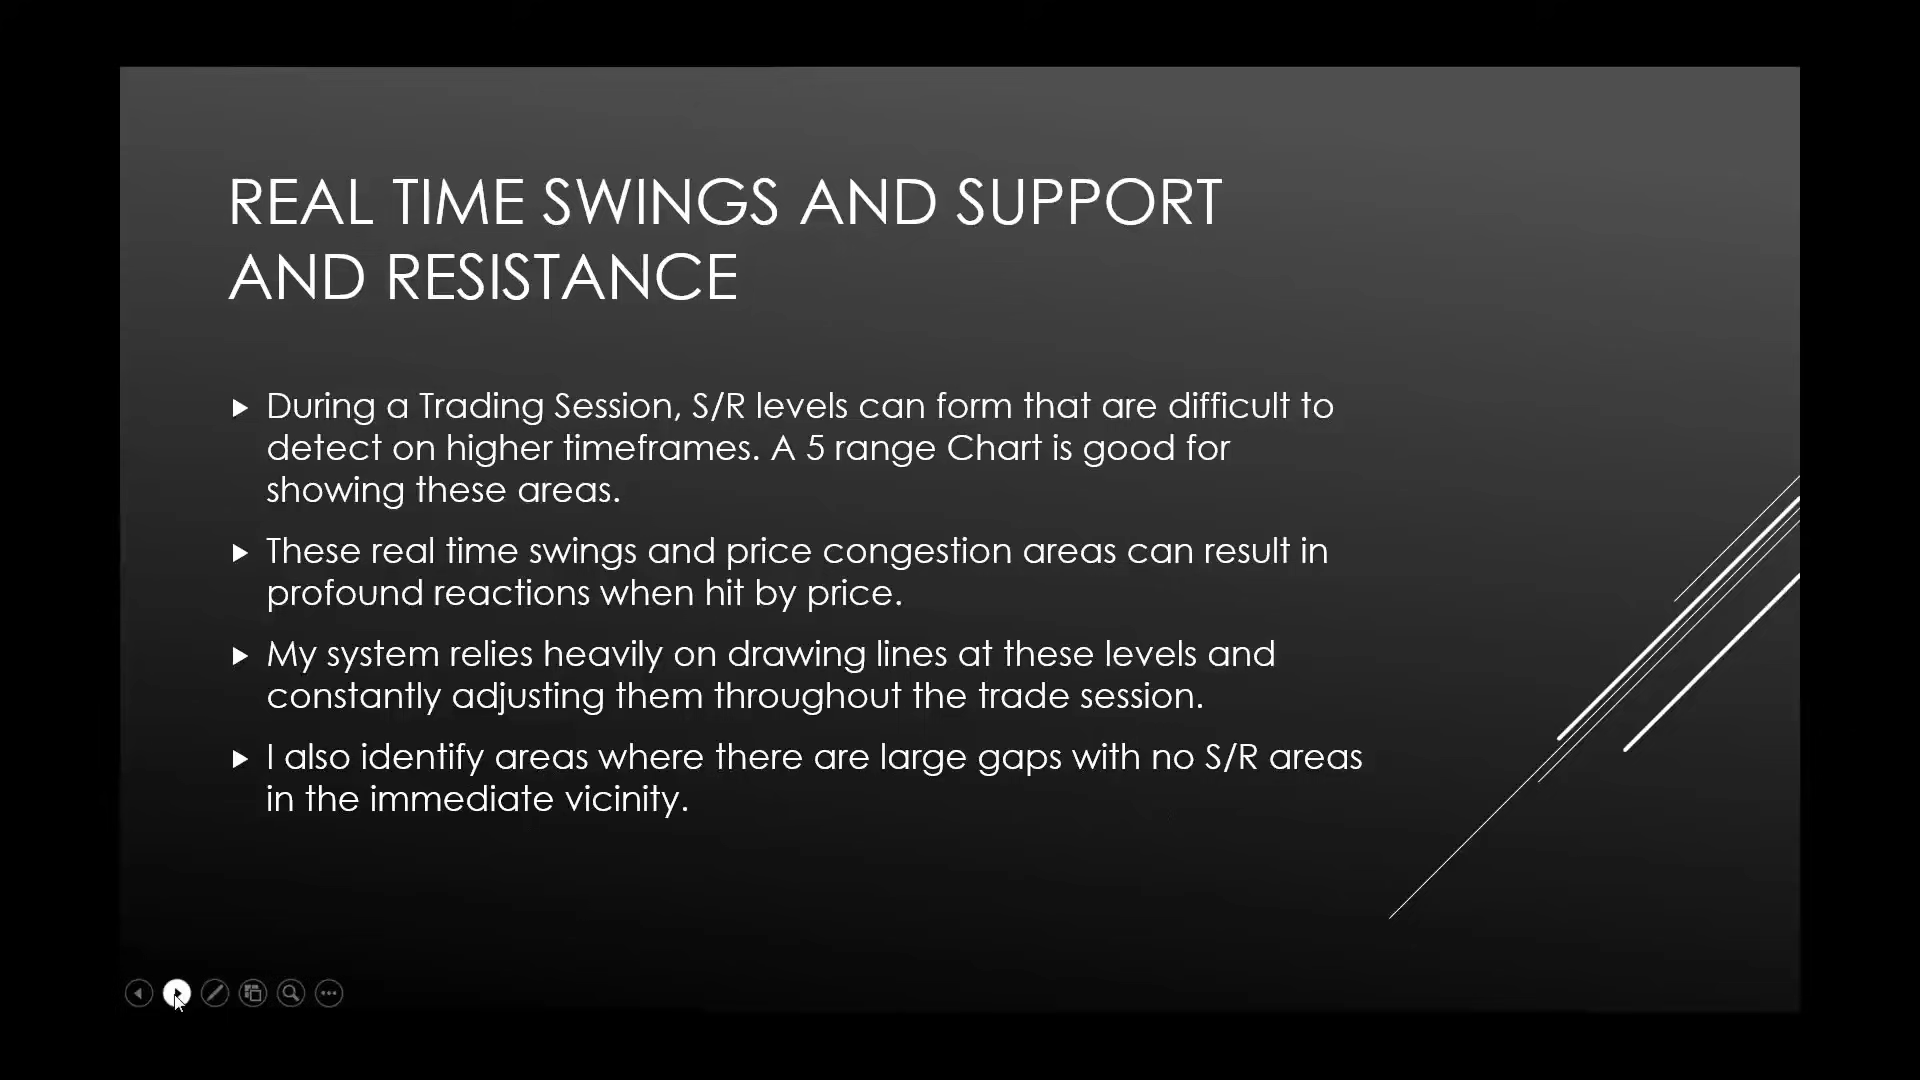 REAL TIME SWINGS AND SUPPORT
AND RESISTANCE
During a Trading Session, S/R levels can form that are difficult to
detect on higher timeframes. A 5 range Chart is good for
showing these areas.
These real time swings and price congestion areas can result in
profound reactions when hit by price.
My system relies heavily on drawing lines at these levels and
constantly adjusting them throughout the trade session.
I also identify areas where there are large gaps with no S/R areas
in the immediate vicinity.